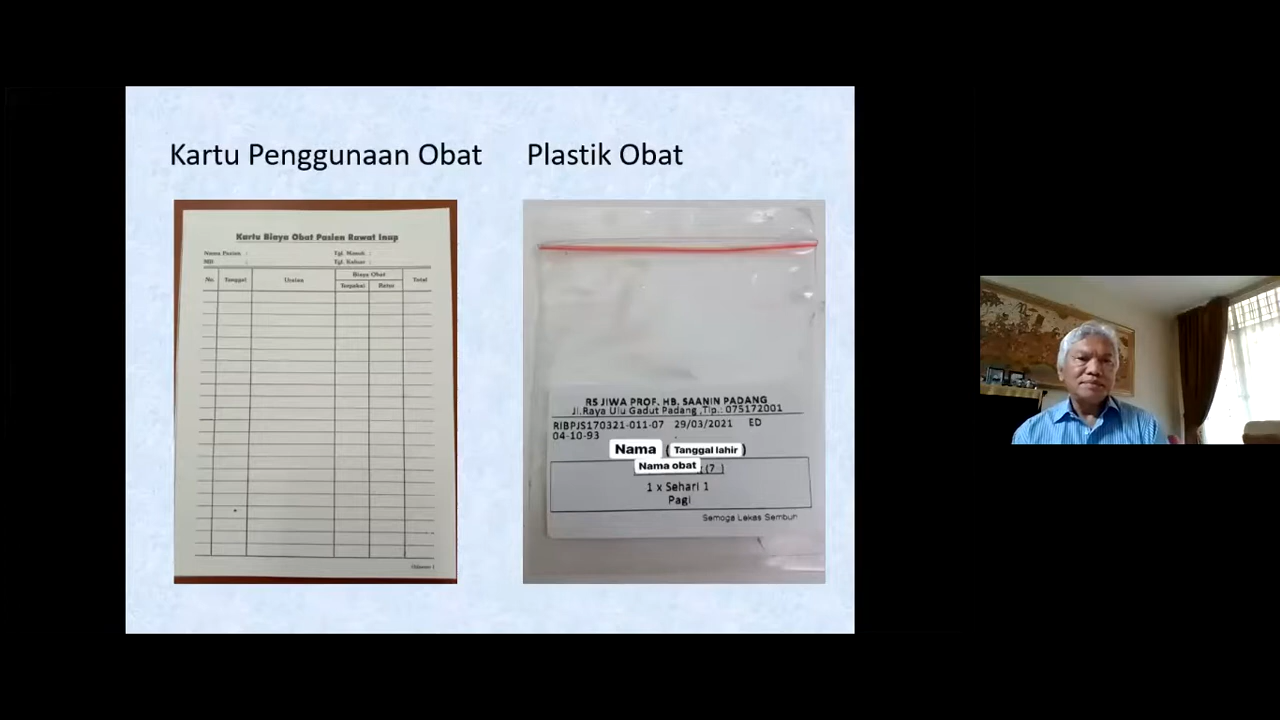 Kartu Penggunaan Obat
Plastik Obat
Kartu Biaya Obat Pasien Rawat Inap
Nama Pasien :
Tgl. Masuk :
MR :
Tgl. Keluar :
No. Tanggal Uraian Biaya Obat Total
Terpakai Retur
RS JIWA PROF. HB. SAANIN PADANG
Jl.Raya Ulu Gadut Padang ,Tlp.: 075172001
RIBPJS170321-011-07 29/03/2021 ED
04-10-93
Nama (Tanggal lahir)
Nama obat (7 )
1 x Sehari 1
Pagi
Semoga Lekas Sembuh